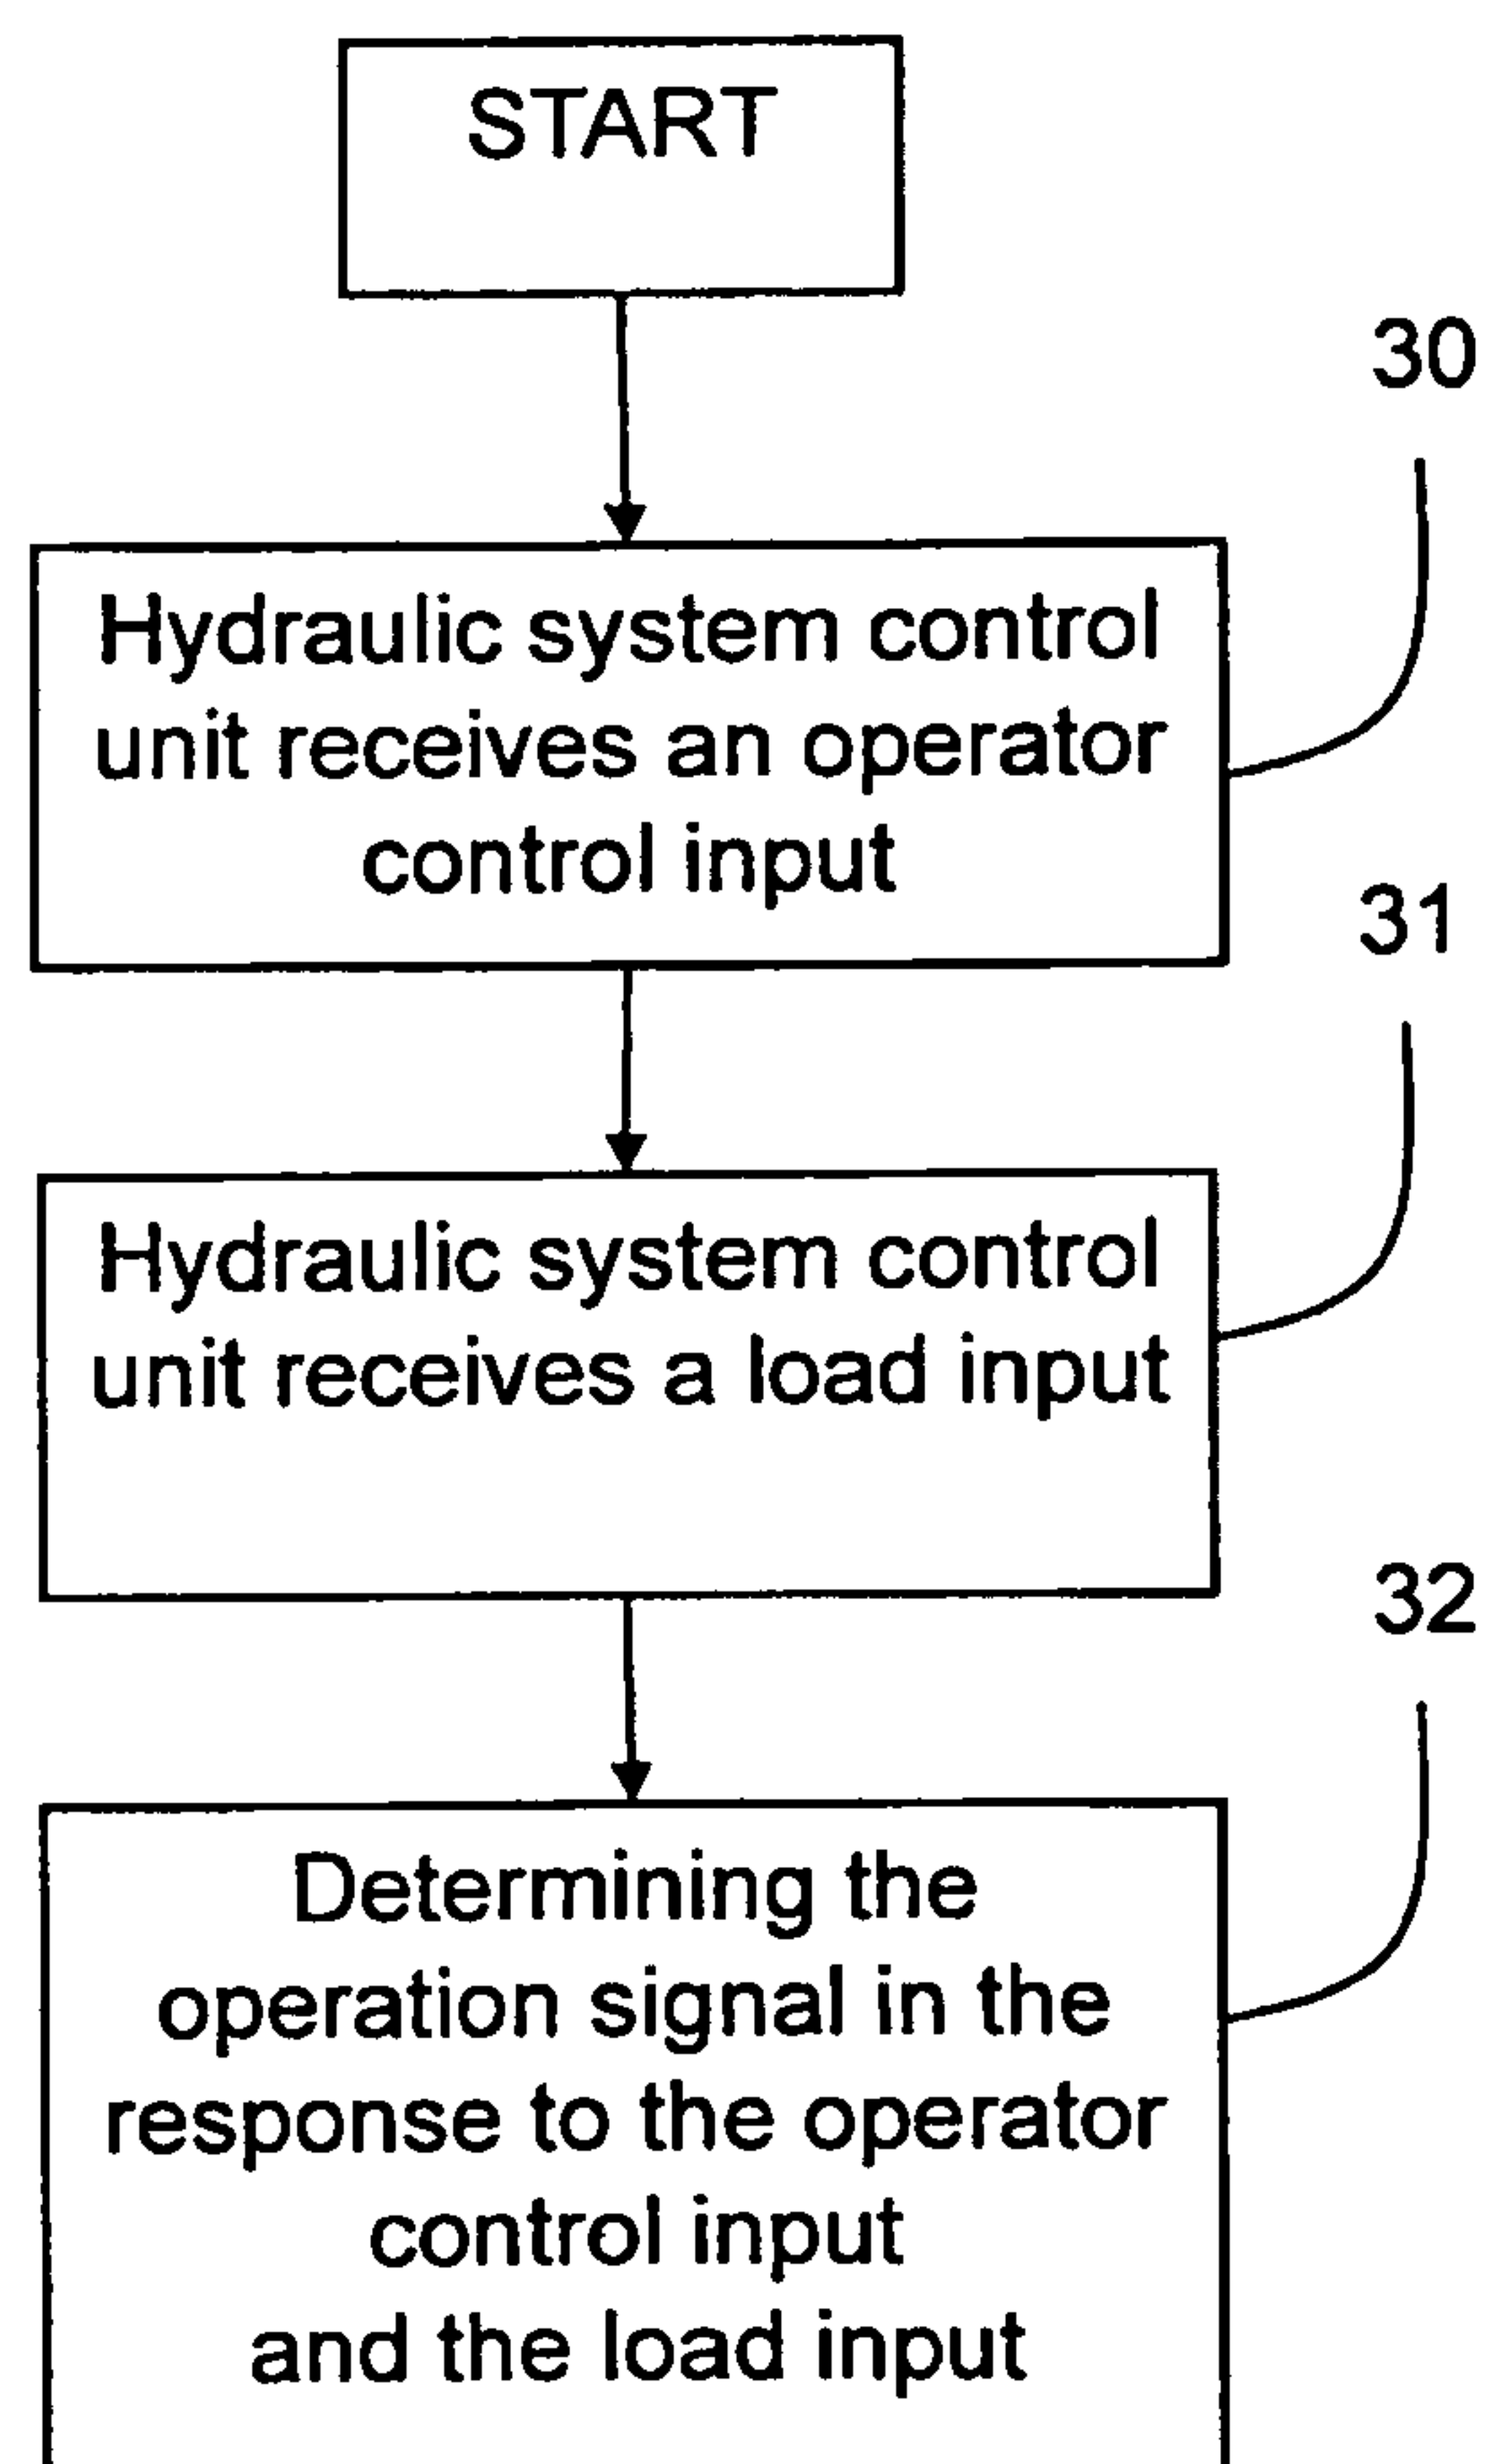 START
30
Hydraulic system control
unit receives an operator
control input
31
Hydraulic system control
unit receives a load input
32
Determining the
operation signal in the
response to the operator
control input
and the load input